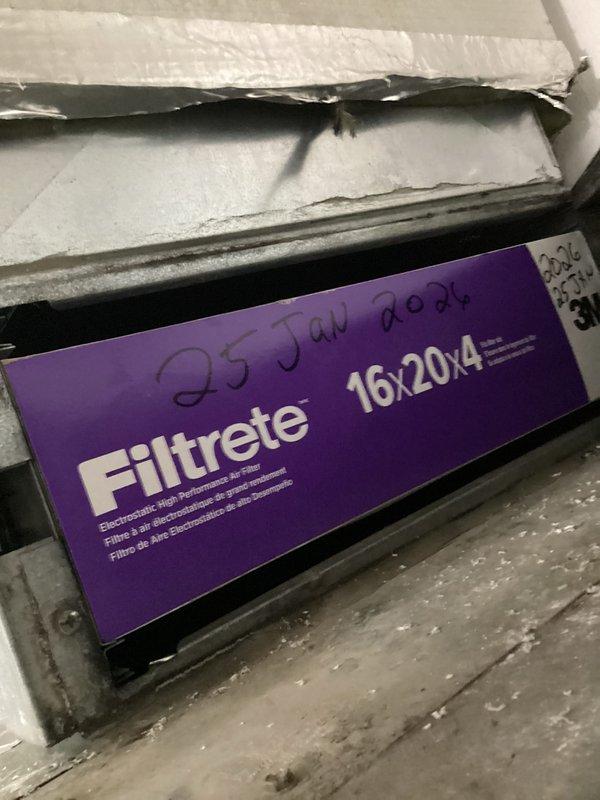 25 Jan 2026
2026
25 JAN
3M
Filtrete™
16x20x4
Electrostatic High Performance Air Filter
Filtre à air électrostatique de grand rendement
Filtro de Aire Electrostático de alto Desempeño